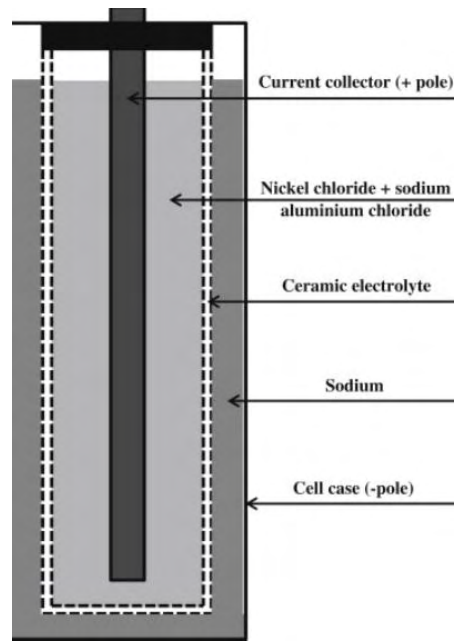 Current collector (+ pole)
Nickel chloride + sodium
aluminium chloride
Ceramic electrolyte
Sodium
Cell case (-pole)